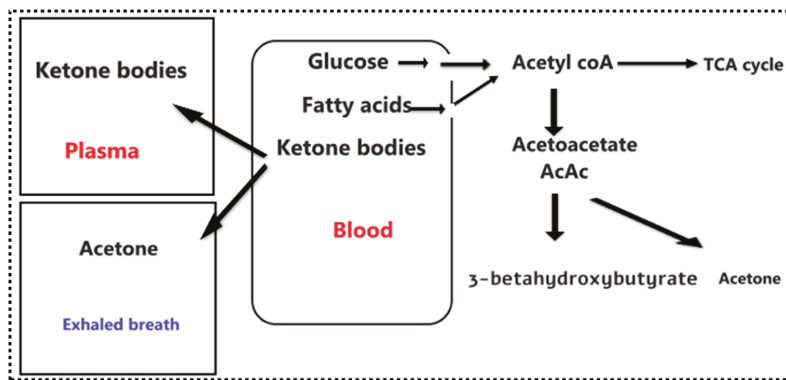 Ketone bodies
Plasma
Acetone
Exhaled breath
Glucose
Fatty acids
Ketone bodies
Blood
Acetyl coA
TCA cycle
Acetoacetate
AcAc
3-betahydroxybutyrate
Acetone